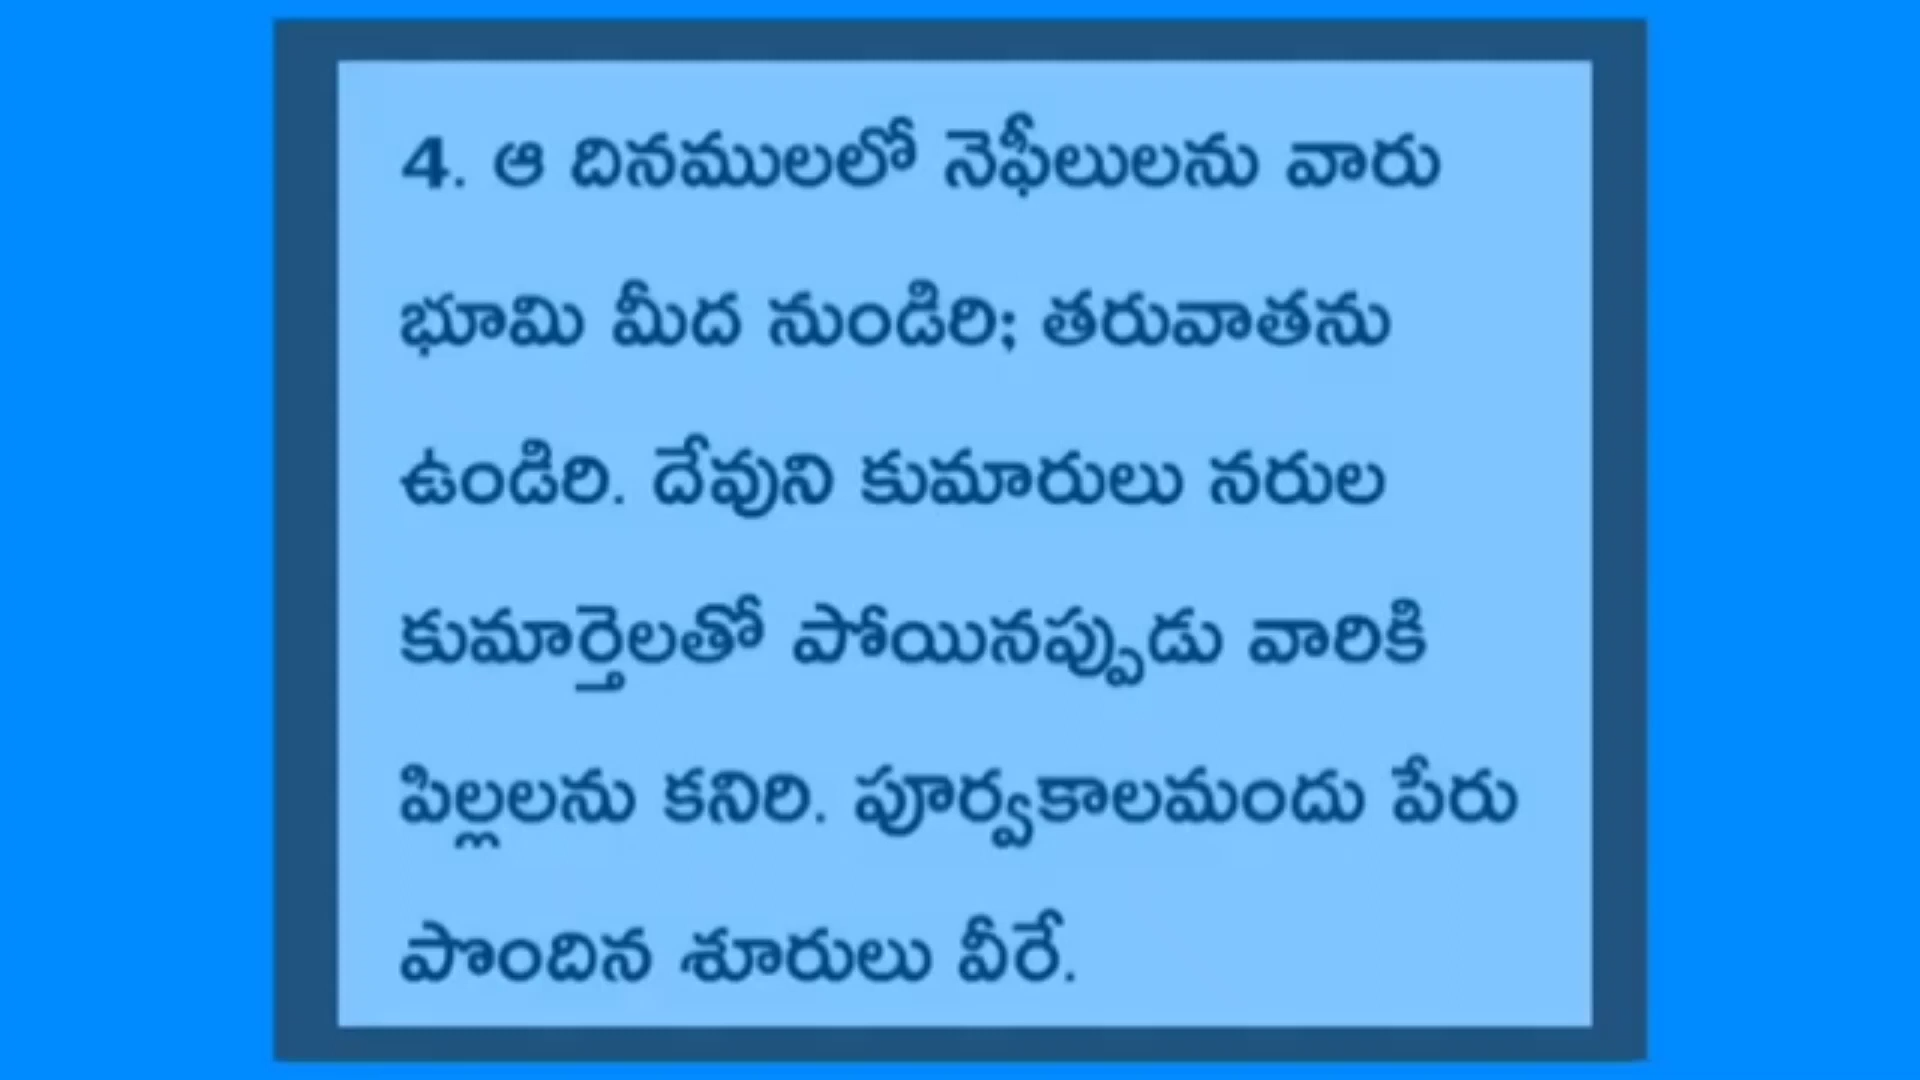 4. ఆ దినములలో నెఫీలులను వారు
భూమి మీద నుండిరి; తరువాతను
ఉండిరి. దేవుని కుమారులు నరుల
కుమార్తెలతో పోయినప్పుడు వారికి
పిల్లలను కనిరి. పూర్వకాలమందు పేరు
పొందిన శూరులు వీరే.